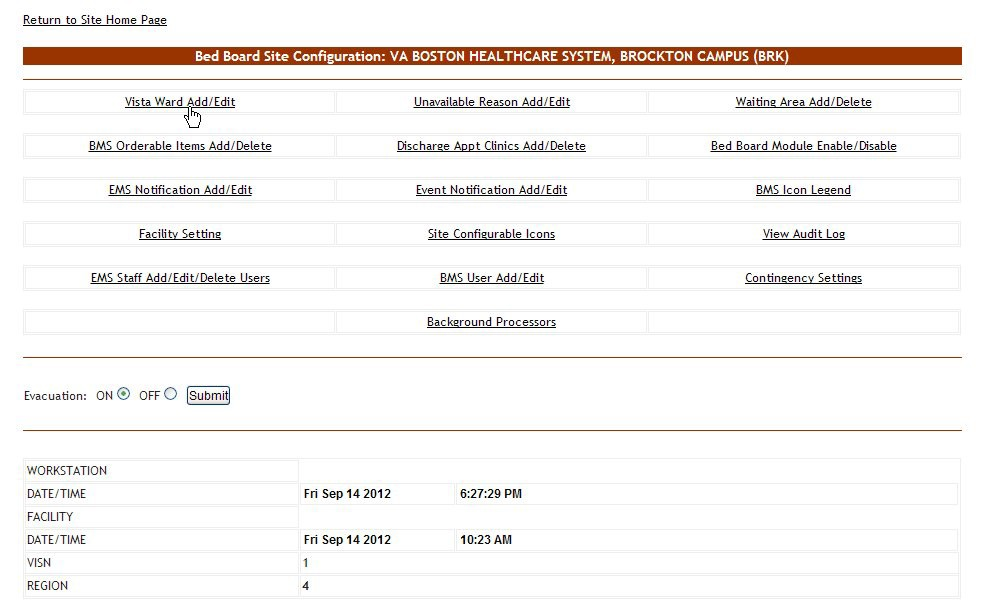 Return to Site Home Page
Bed Board Site Configuration: VA BOSTON HEALTHCARE SYSTEM, BROCKTON CAMPUS (BRK)
Vista Ward Add/Edit Unavailable Reason Add/Edit Waiting Area Add/Delete
BMS Orderable Items Add/Delete Discharge Appt Clinics Add/Delete Bed Board Module Enable/Disable
EMS Notification Add/Edit Event Notification Add/Edit BMS Icon Legend
Facility Setting Site Configurable Icons View Audit Log
EMS Staff Add/Edit/Delete Users BMS User Add/Edit Contingency Settings
Background Processors
Evacuation: ON OFF Submit
WORKSTATION
DATE/TIME Fri Sep 14 2012 6:27:29 PM
FACILITY
DATE/TIME Fri Sep 14 2012 10:23 AM
VISN 1
REGION 4